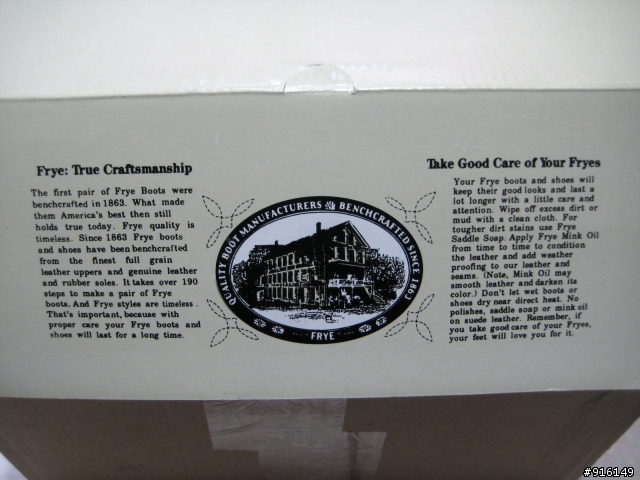 Frye: True Craftsmanship
The first pair of Frye Boots were
benchcrafted in 1863. What made
them America's best then still
holds true today. Frye quality is
timeless. Since 1863 Frye boots
and shoes have been benchcrafted
from the finest full grain
leather uppers and genuine leather
and rubber soles. It takes over 190
steps to make a pair of Frye
boots. And Frye styles are timeless.
That's important, because with
proper care your Frye boots and
shoes will last for a long time.
QUALITY BOOT MANUFACTURERS BENCHCRAFTED SINCE 1863
FRYE
Take Good Care of Your Fryes
Your Frye boots and shoes will
keep their good looks and last a
lot longer with a little care and
attention. Wipe off excess dirt or
mud with a clean cloth. For
tougher dirt stains use Frye
Saddle Soap. Apply Frye Mink Oil
from time to time to condition
the leather and add weather
proofing to our leather and
seams. (Note, Mink Oil may
smooth leather and darken its
color.) Don't let wet boots or
shoes dry near direct heat. No
polishes, saddle soap or mink oil
on suede leather. Remember, if
you take good care of your Fryes,
your feet will love you for it.
#916149